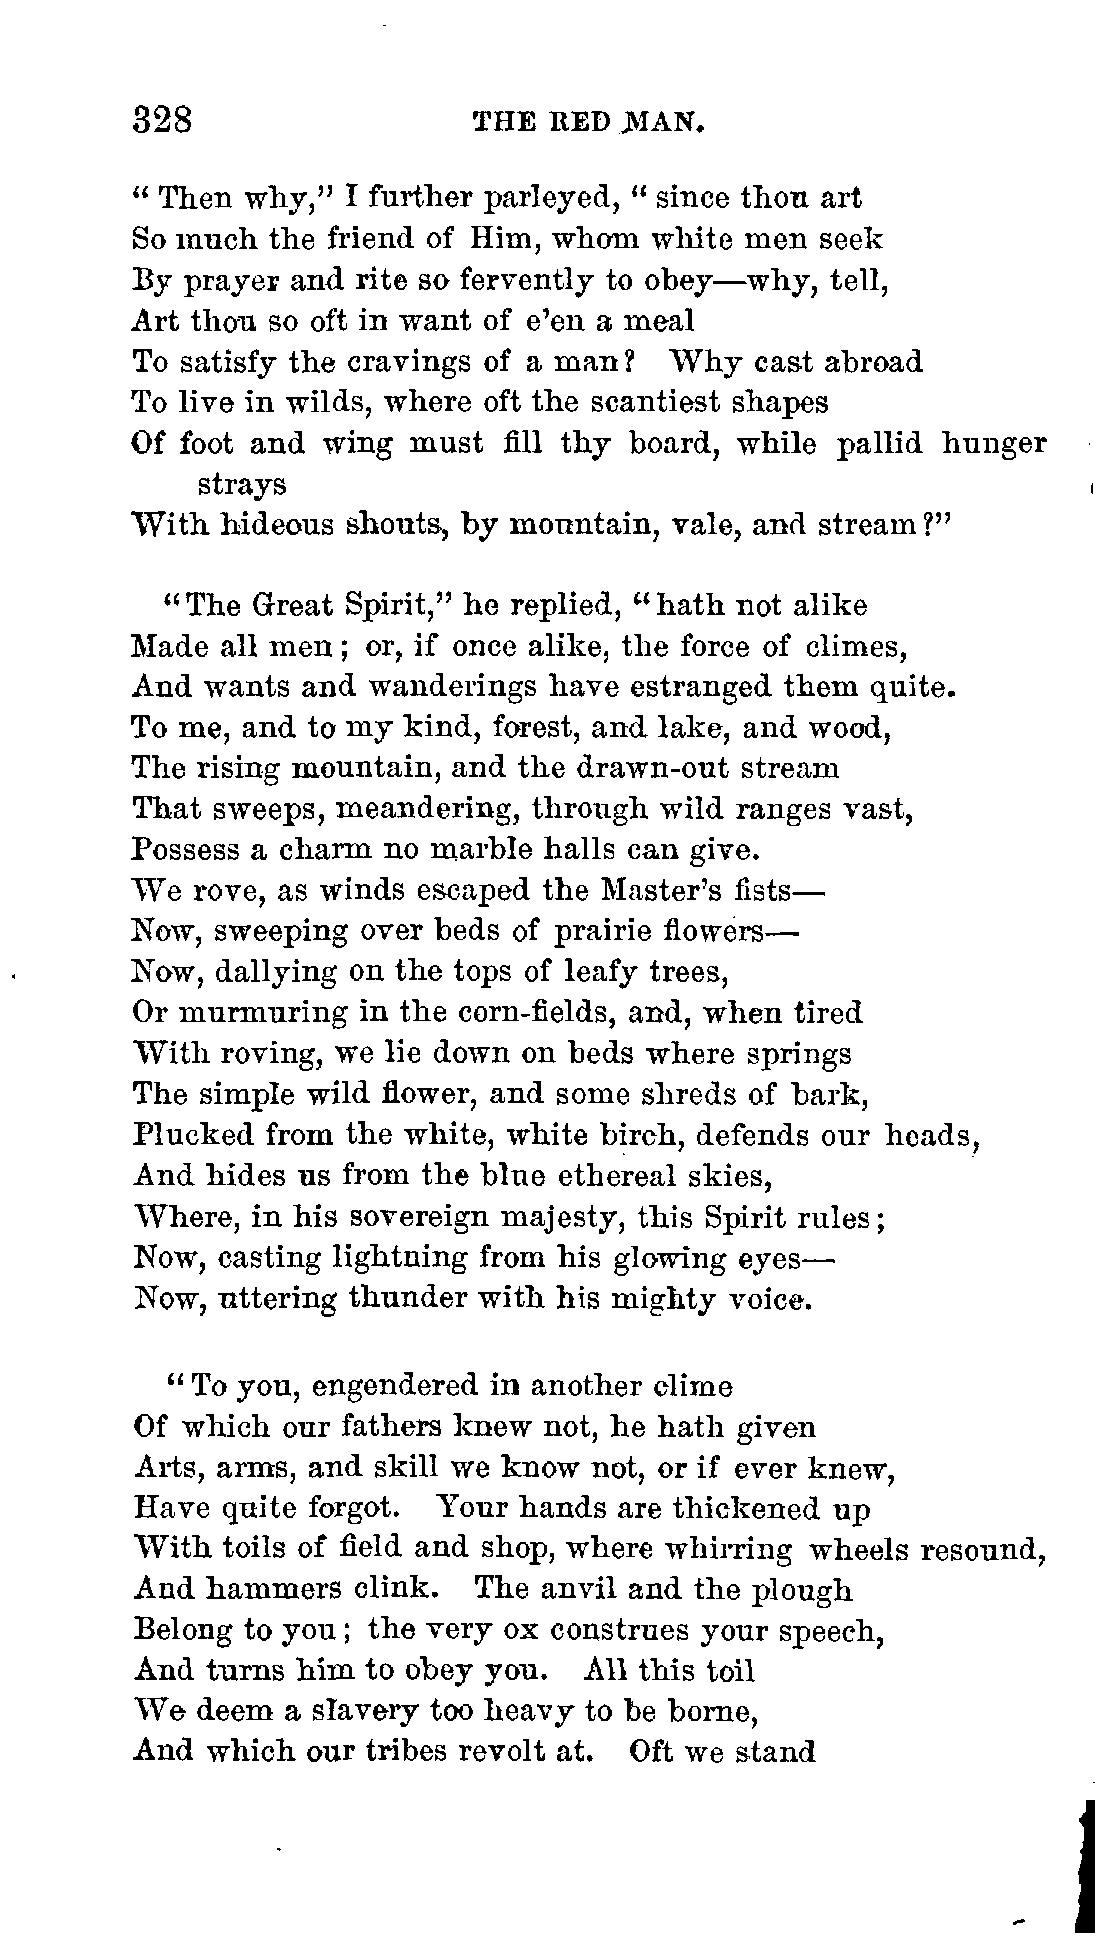 328 THE RED MAN.
“ Then why,” I further parleyed, “ since thou art
So much the friend of Him, whom white men seek
By prayer and rite so fervently to obey—why, tell,
Art thou so oft in want of e’en a meal
To satisfy the cravings of a man? Why cast abroad
To live in wilds, where oft the scantiest shapes
Of foot and wing must fill thy board, while pallid hunger
strays
With hideous shouts, by mountain, vale, and stream?”
“The Great Spirit,” he replied, “hath not alike
Made all men; or, if once alike, the force of climes,
And wants and wanderings have estranged them quite.
To me, and to my kind, forest, and lake, and wood,
The rising mountain, and the drawn-out stream
That sweeps, meandering, through wild ranges vast,
Possess a charm no marble halls can give.
We rove, as winds escaped the Master’s fists—
Now, sweeping over beds of prairie flowers—
Now, dallying on the tops of leafy trees,
Or murmuring in the corn-fields, and, when tired
With roving, we lie down on beds where springs
The simple wild flower, and some shreds of bark,
Plucked from the white, white birch, defends our heads,
And hides us from the blue ethereal skies,
Where, in his sovereign majesty, this Spirit rules;
Now, casting lightning from his glowing eyes—
Now, uttering thunder with his mighty voice.
“To you, engendered in another clime
Of which our fathers knew not, he hath given
Arts, arms, and skill we know not, or if ever knew,
Have quite forgot. Your hands are thickened up
With toils of field and shop, where whirring wheels resound,
And hammers clink. The anvil and the plough
Belong to you; the very ox construes your speech,
And turns him to obey you. All this toil
We deem a slavery too heavy to be borne,
And which our tribes revolt at. Oft we stand